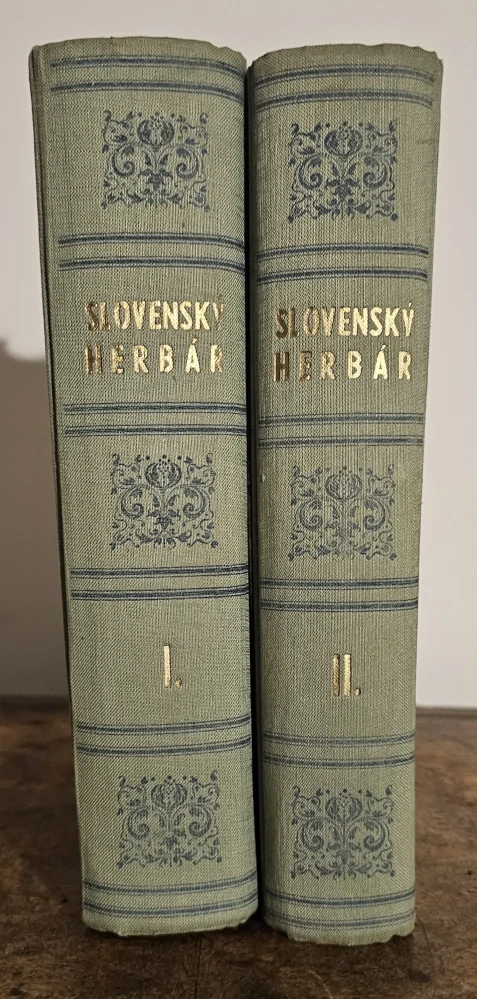 SLOVENSKÝ
HERBÁR
I.
SLOVENSKÝ
HERBÁR
II.